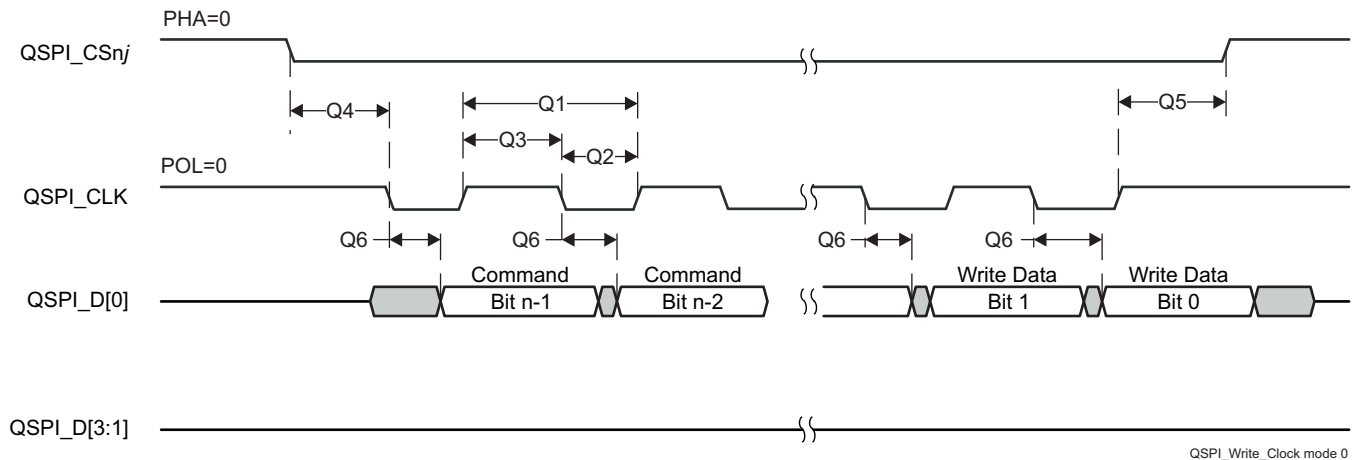 PHA=0
QSPI_CSnj
Q4
Q1
Q5
Q3
Q2
POL=0
QSPI_CLK
Q6
Q6
Q6
Q6
Command
Command
Write Data
Write Data
QSPI_D[0]
Bit n-1
Bit n-2
Bit 1
Bit 0
QSPI_D[3:1]
QSPI_Write_Clock mode 0